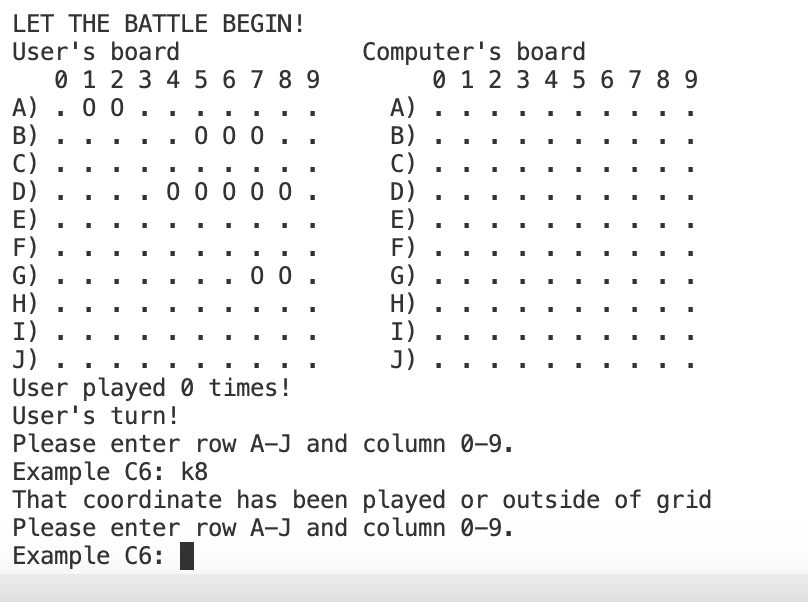 LET THE BATTLE BEGIN!
User's board             Computer's board
   0 1 2 3 4 5 6 7 8 9        0 1 2 3 4 5 6 7 8 9
A) . O O . . . . . . .     A) . . . . . . . . . .
B) . . . . . O O O . .     B) . . . . . . . . . .
C) . . . . . . . . . .     C) . . . . . . . . . .
D) . . . . O O O O O .     D) . . . . . . . . . .
E) . . . . . . . . . .     E) . . . . . . . . . .
F) . . . . . . . . . .     F) . . . . . . . . . .
G) . . . . . . . O O .     G) . . . . . . . . . .
H) . . . . . . . . . .     H) . . . . . . . . . .
I) . . . . . . . . . .     I) . . . . . . . . . .
J) . . . . . . . . . .     J) . . . . . . . . . .
User played 0 times!
User's turn!
Please enter row A-J and column 0-9.
Example C6: k8
That coordinate has been played or outside of grid
Please enter row A-J and column 0-9.
Example C6: